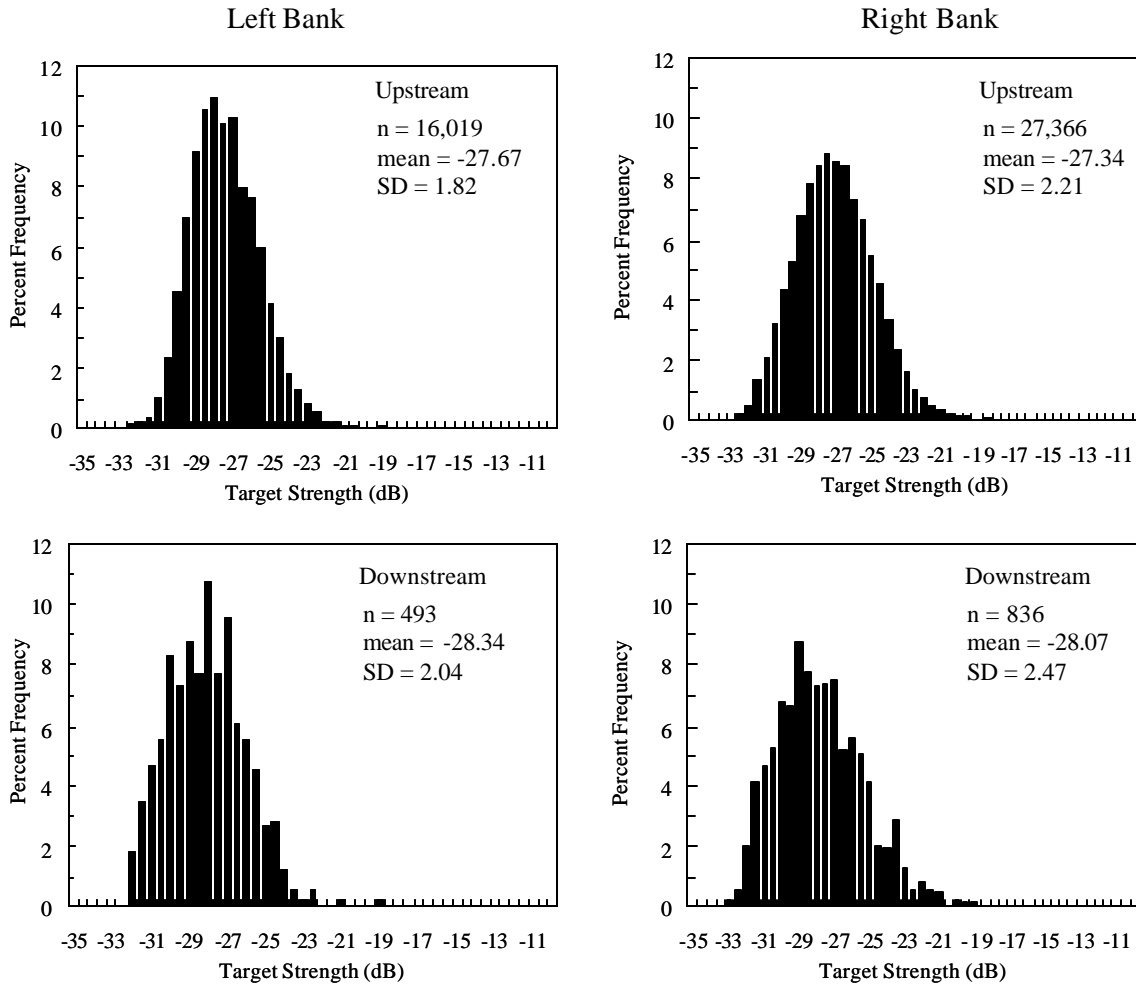 Left Bank
Right Bank
12
10
8
6
4
2
0
Percent Frequency
Upstream
n = 16,019
mean = -27.67
SD = 1.82
-35 -33 -31 -29 -27 -25 -23 -21 -19 -17 -15 -13 -11
Target Strength (dB)
12
10
8
6
4
2
0
Percent Frequency
Upstream
n = 27,366
mean = -27.34
SD = 2.21
-35 -33 -31 -29 -27 -25 -23 -21 -19 -17 -15 -13 -11
Target Strength (dB)
12
10
8
6
4
2
0
Percent Frequency
Downstream
n = 493
mean = -28.34
SD = 2.04
-35 -33 -31 -29 -27 -25 -23 -21 -19 -17 -15 -13 -11
Target Strength (dB)
12
10
8
6
4
2
0
Percent Frequency
Downstream
n = 836
mean = -28.07
SD = 2.47
-35 -33 -31 -29 -27 -25 -23 -21 -19 -17 -15 -13 -11
Target Strength (dB)